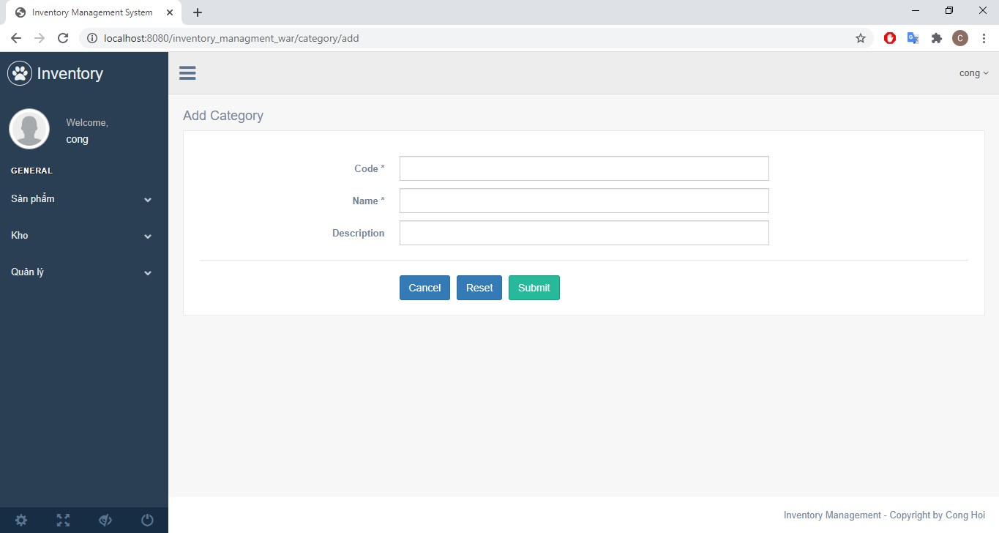 Inventory Management System
localhost:8080/inventory_managment_war/category/add
C
Inventory
cong
Welcome,
cong
GENERAL
Sản phẩm
Kho
Quản lý
Add Category
Code *
Name *
Description
Cancel Reset Submit
Inventory Management - Copyright by Cong Hoi